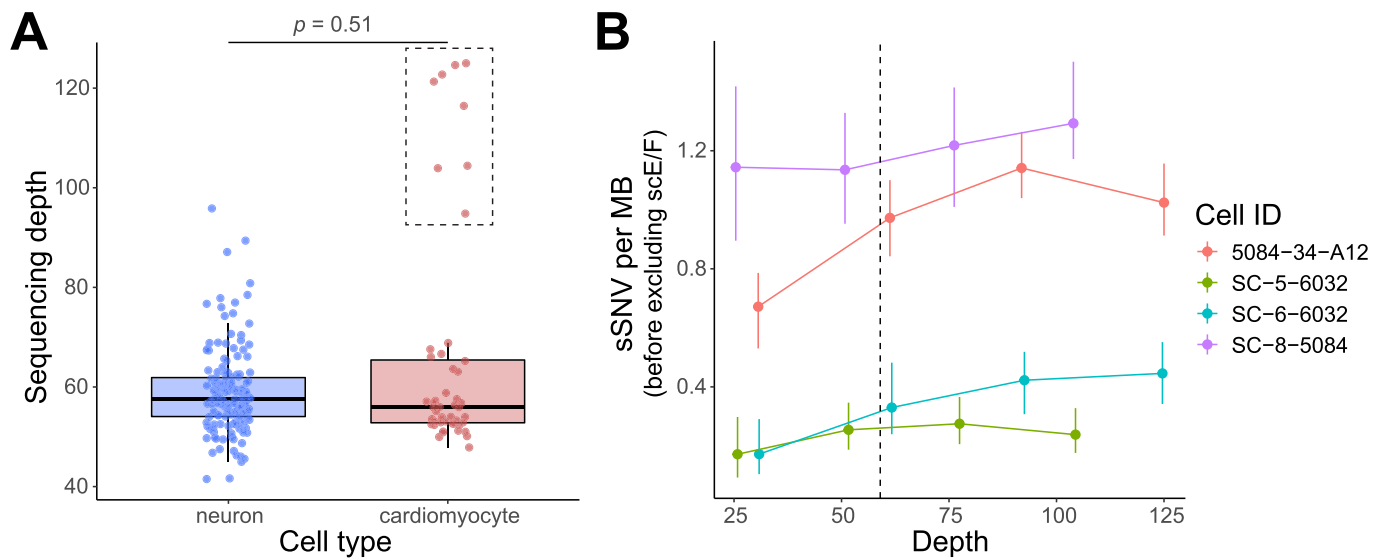 A
p = 0.51
Sequencing depth
120
100
80
60
40
neuron
cardiomyocyte
Cell type
B
sSNV per MB
(before excluding scE/F)
1.2
0.8
0.4
25
50
75
100
125
Depth
Cell ID
5084−34−A12
SC−5−6032
SC−6−6032
SC−8−5084